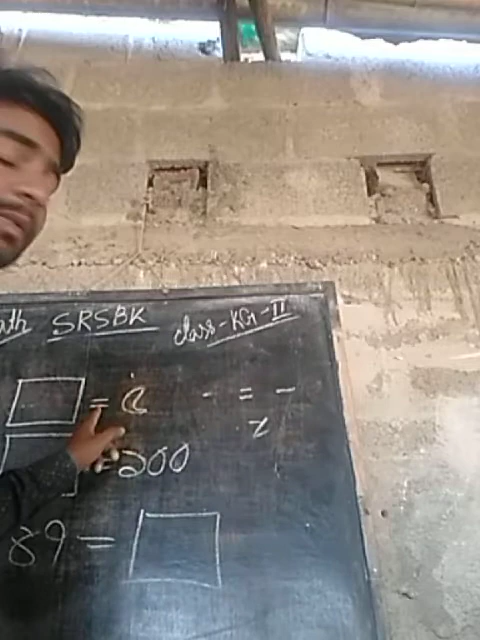 ath SRSBK class-KG-II
=
- = -
z
=200
89 =